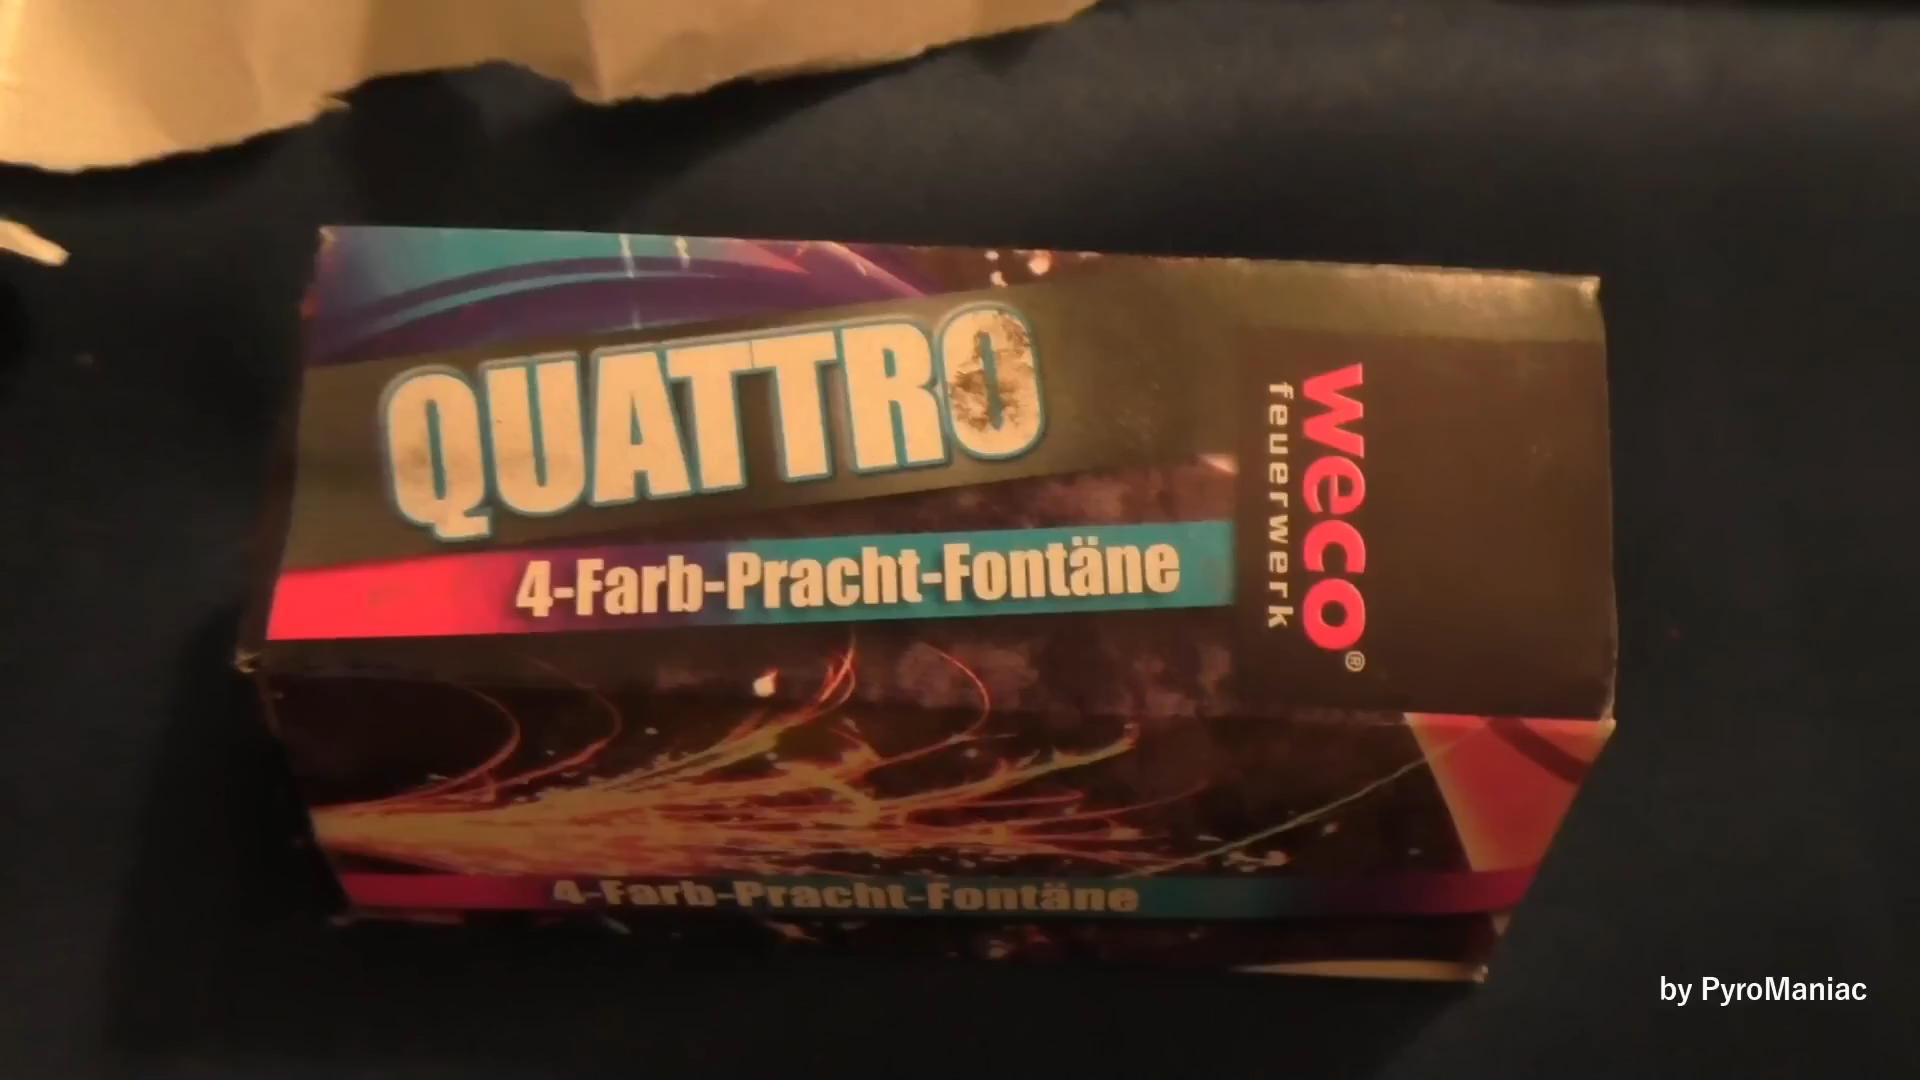 QUATTRO
4-Farb-Pracht-Fontäne
weco®
feuerwerk
4-Farb-Pracht-Fontäne
by PyroManiac